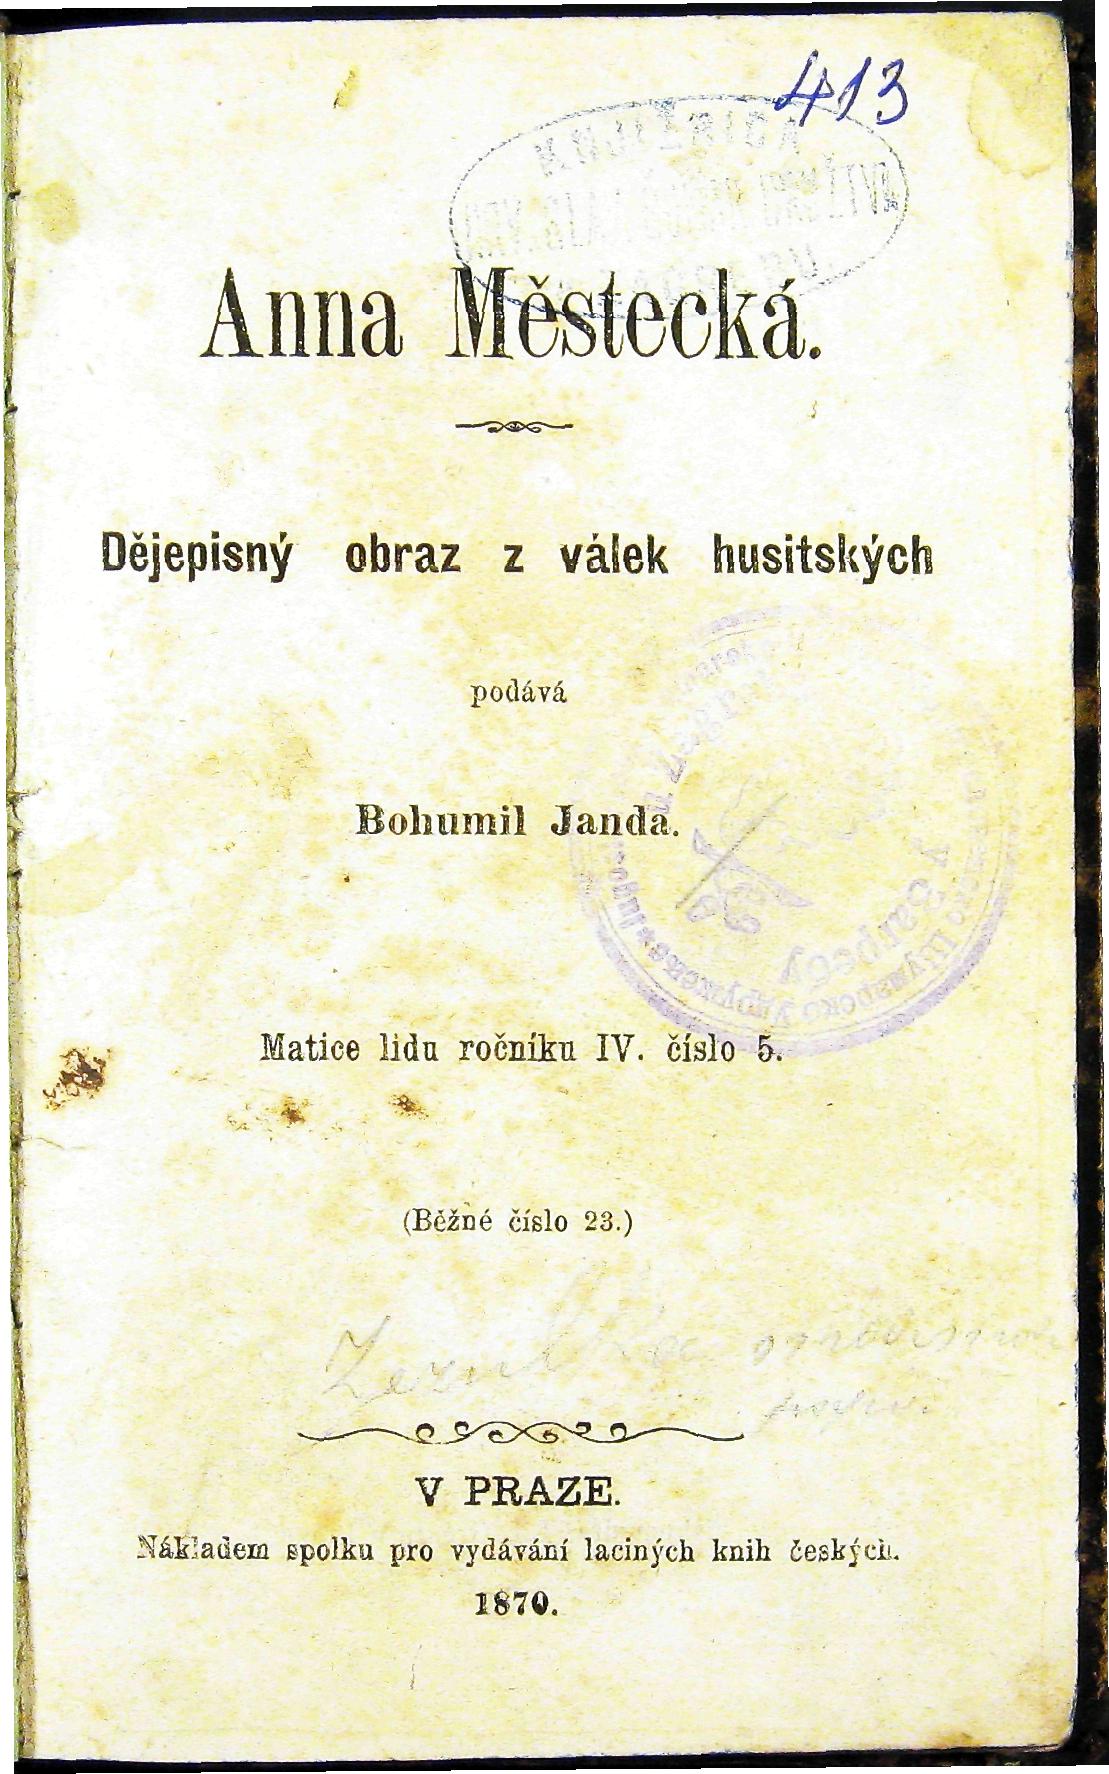 413
KNJIŽNICA
Anna Městecká.
Dějepisný obraz z válek husitských
podává
Bohumil Janda.
Matice lidu ročníku IV. číslo 5.
(Běžné číslo 23.)
V PRAZE.
Nákladem spolku pro vydávání laciných knih českých.
1870.